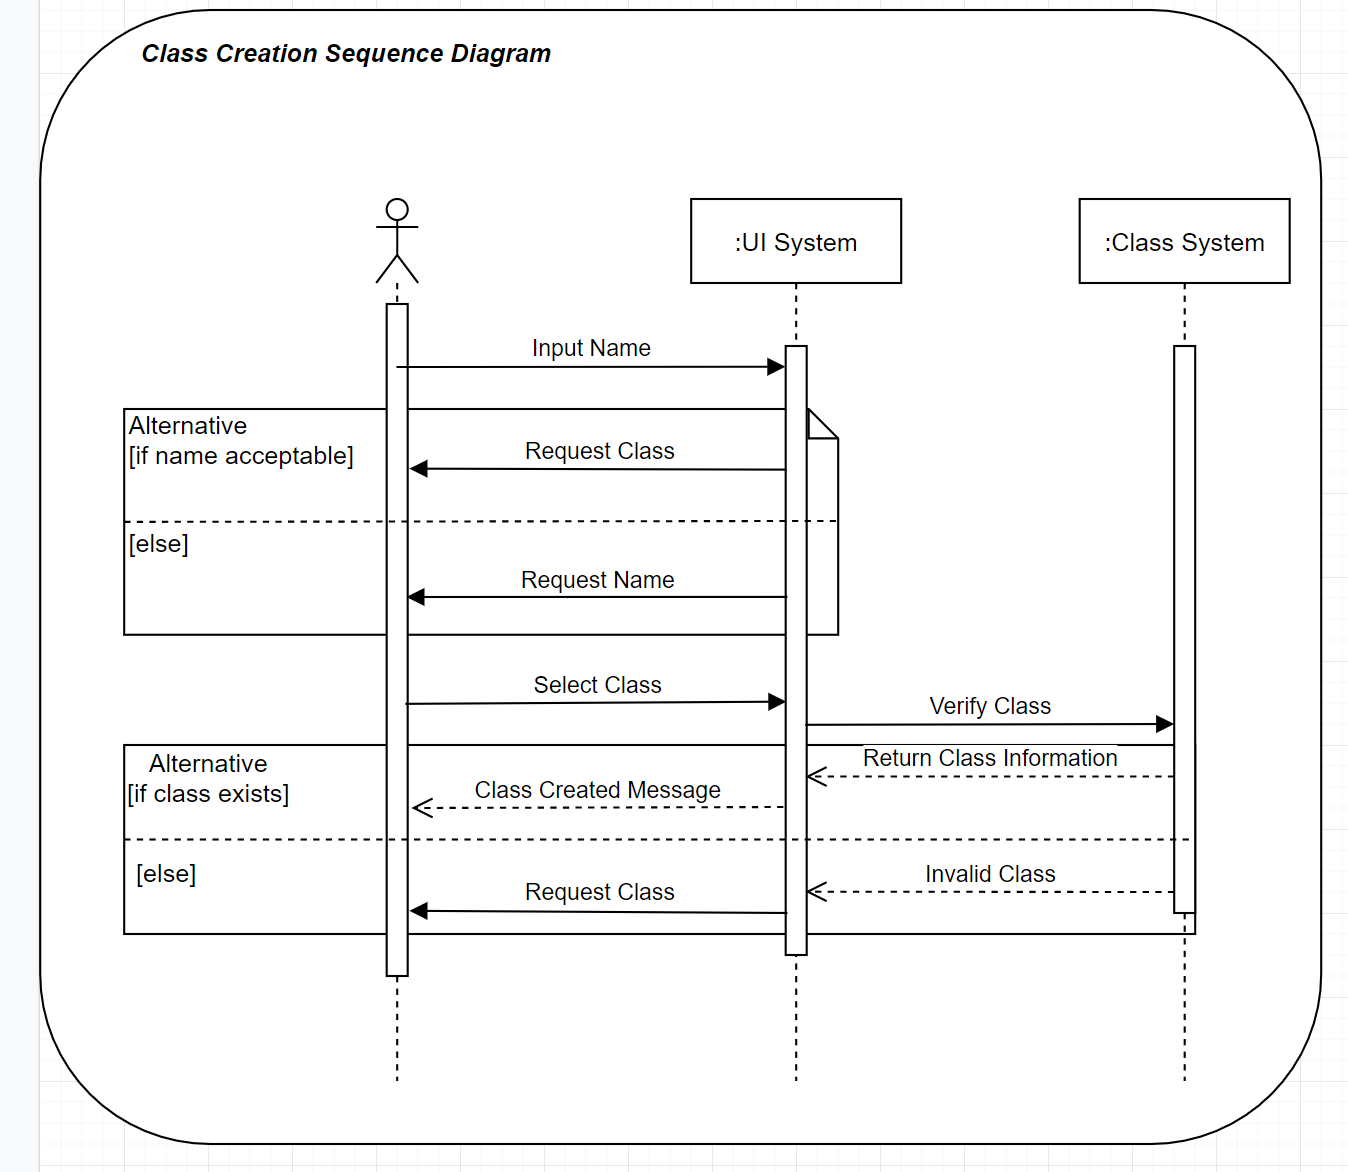 Class Creation Sequence Diagram
:UI System
:Class System
Input Name
Alternative
[if name acceptable]
Request Class
[else]
Request Name
Select Class
Verify Class
Return Class Information
Alternative
[if class exists]
Class Created Message
[else]
Invalid Class
Request Class